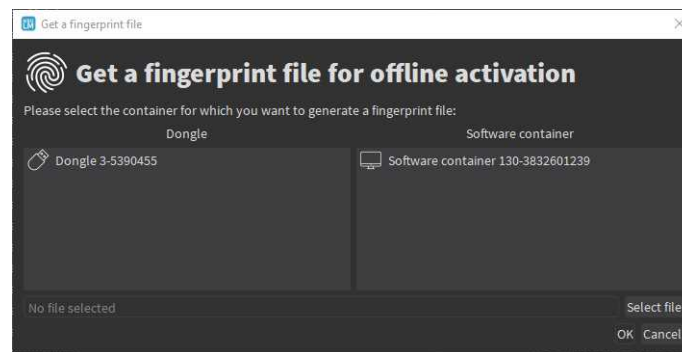 Get a fingerprint file
Get a fingerprint file for offline activation
Please select the container for which you want to generate a fingerprint file:
Dongle
Software container
Dongle 3-5390455
Software container 130-3832601239
No file selected
Select file
OK Cancel